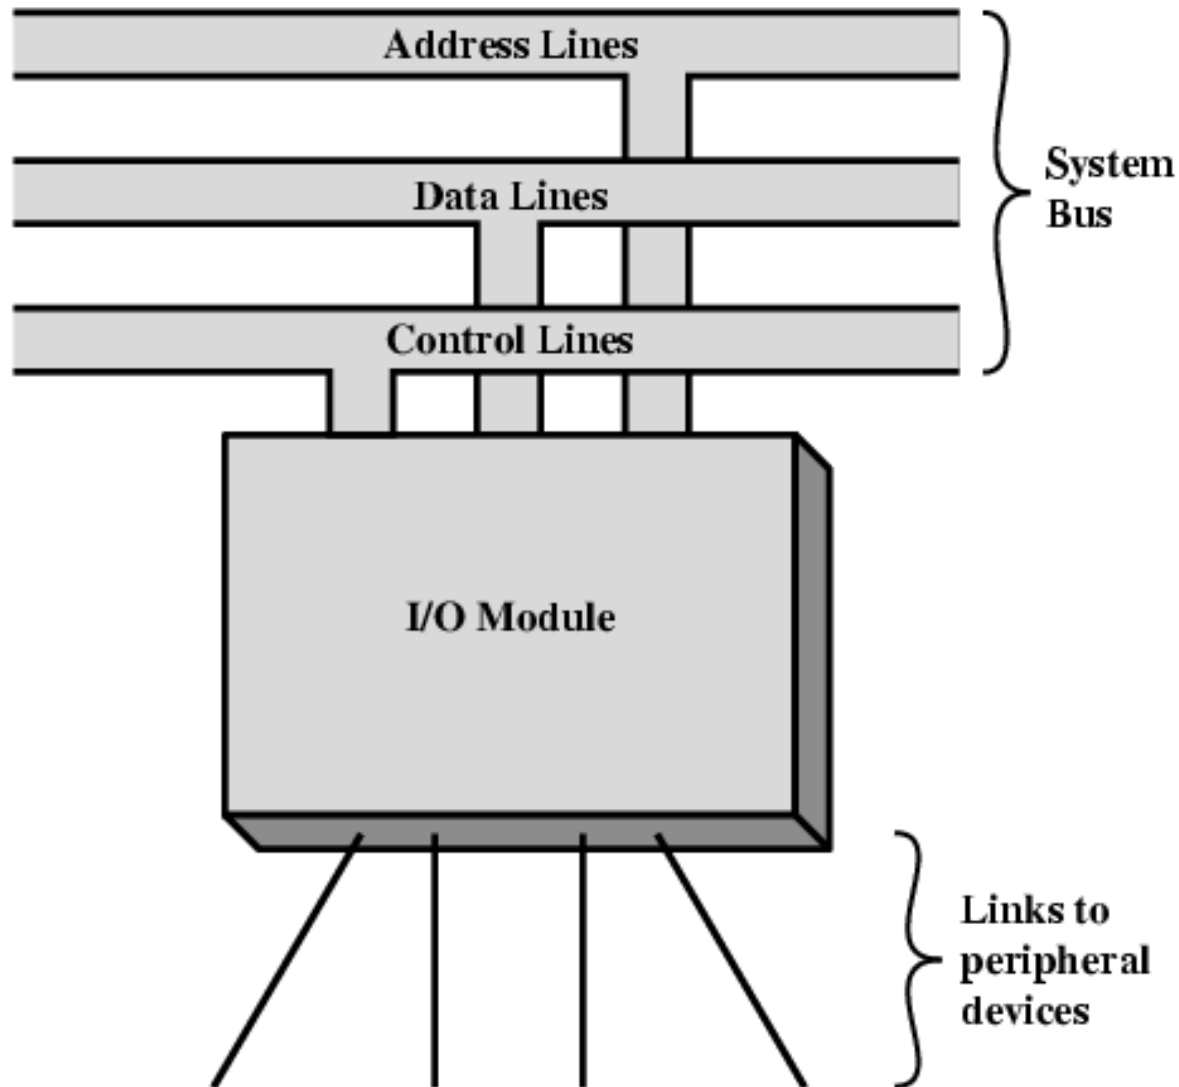 Address Lines
Data Lines
Control Lines
System
Bus
I/O Module
Links to
peripheral
devices